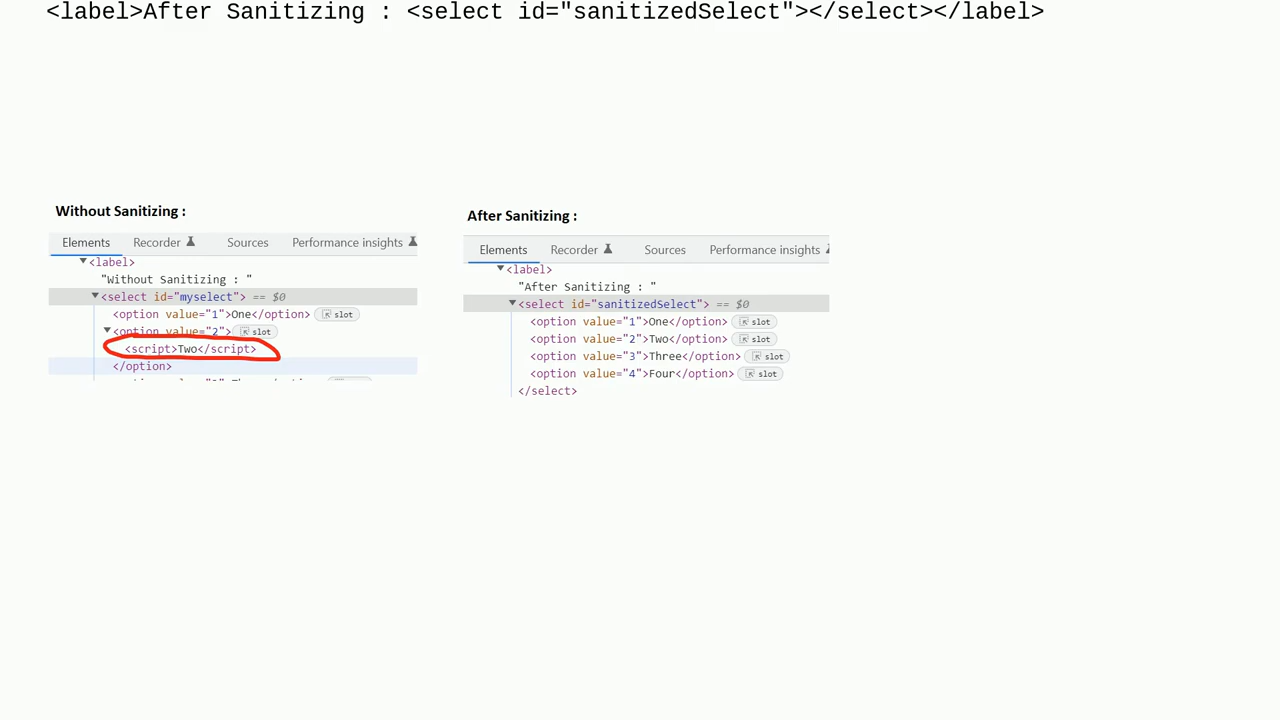 <label>After Sanitizing : <select id="sanitizedSelect"></select></label>
Without Sanitizing :
Elements Recorder Sources Performance insights
<label>
"Without Sanitizing : "
<select id="myselect"> == $0
<option value="1">One</option> slot
<option value="2"> slot
<script>Two</script>
</option>
After Sanitizing :
Elements Recorder Sources Performance insights
<label>
"After Sanitizing : "
<select id="sanitizedSelect"> == $0
<option value="1">One</option> slot
<option value="2">Two</option> slot
<option value="3">Three</option> slot
<option value="4">Four</option> slot
</select>